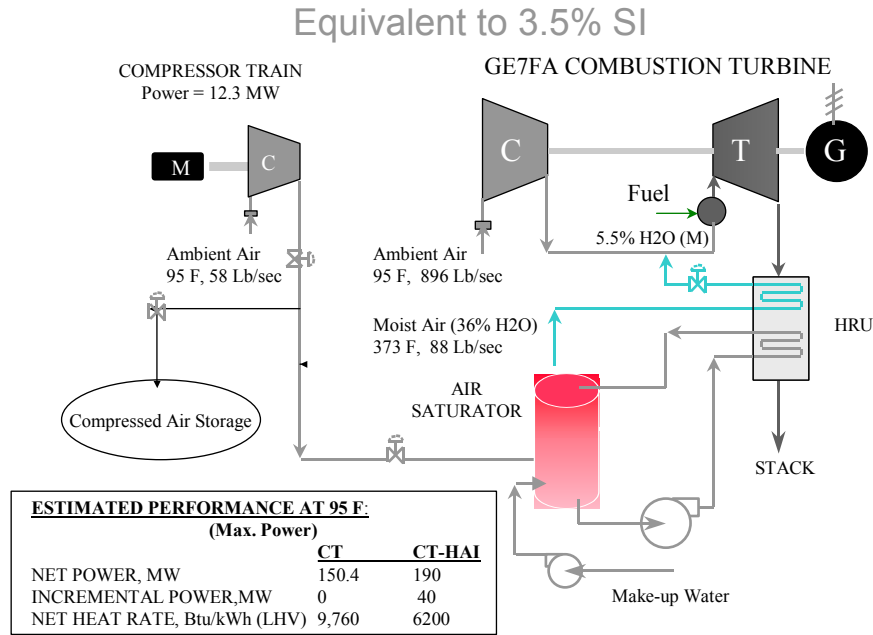 Equivalent to 3.5% SI
COMPRESSOR TRAIN
Power = 12.3 MW
GE7FA COMBUSTION TURBINE
M
C
C
T
G
Fuel
5.5% H2O (M)
Ambient Air
95 F, 58 Lb/sec
Ambient Air
95 F, 896 Lb/sec
Moist Air (36% H2O)
373 F, 88 Lb/sec
HRU
AIR
SATURATOR
Compressed Air Storage
STACK
Make-up Water
ESTIMATED PERFORMANCE AT 95 F:
(Max. Power)
CT CT-HAI
NET POWER, MW 150.4 190
INCREMENTAL POWER,MW 0 40
NET HEAT RATE, Btu/kWh (LHV) 9,760 6200